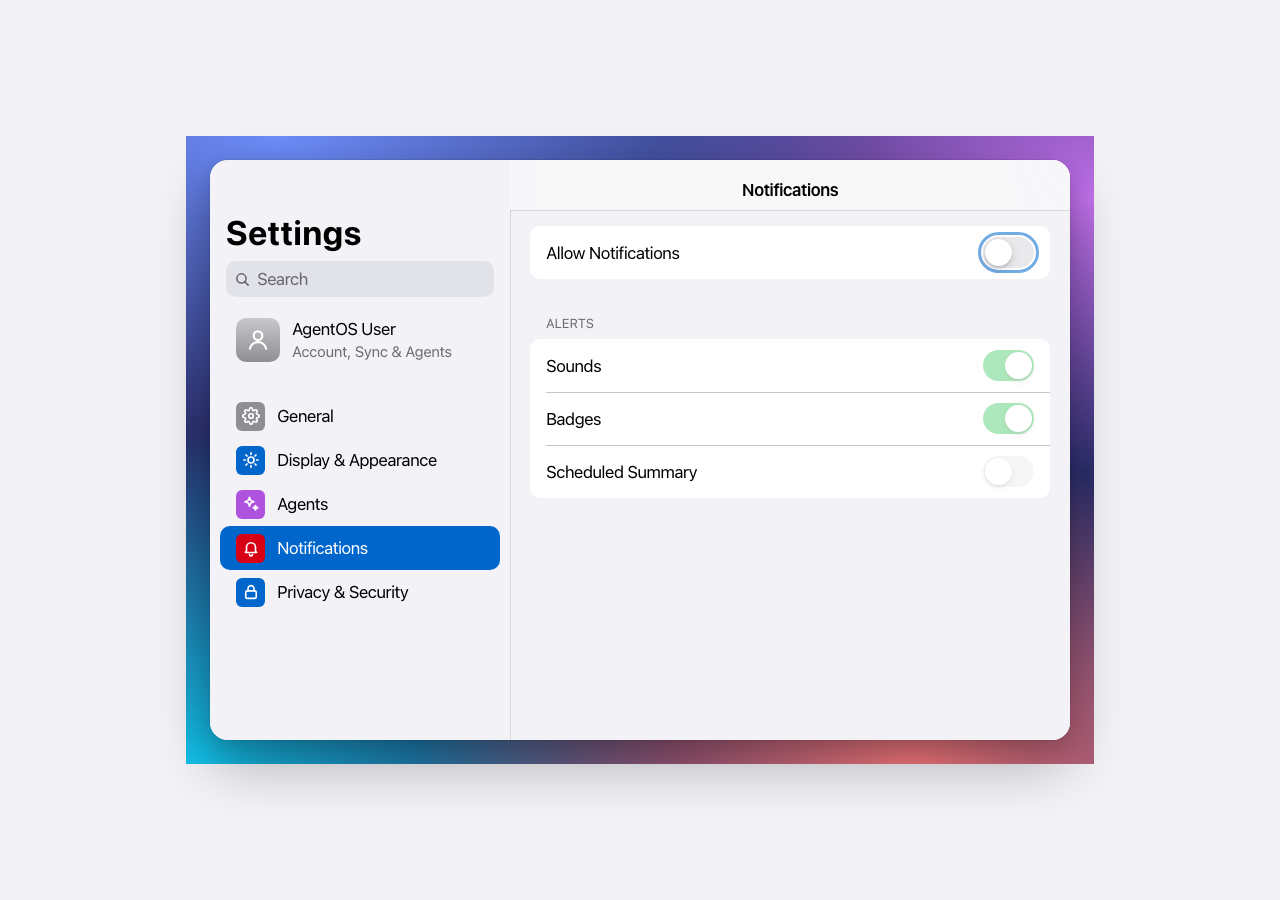 Settings
Search
AgentOS User
Account, Sync & Agents
General
Display & Appearance
Agents
Notifications
Privacy & Security
Notifications
Allow Notifications
ALERTS
Sounds
Badges
Scheduled Summary